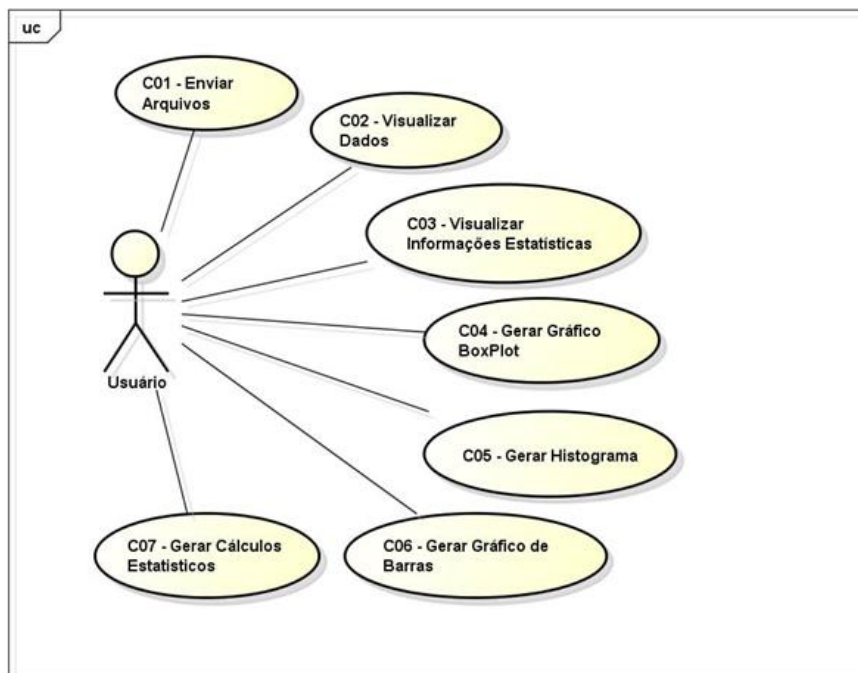 uc
C01 - Enviar
Arquivos
C02 - Visualizar
Dados
C03 - Visualizar
Informações Estatísticas
C04 - Gerar Gráfico
BoxPlot
Usuário
C05 - Gerar Histograma
C07 - Gerar Cálculos
Estatisticos
C06 - Gerar Gráfico de
Barras